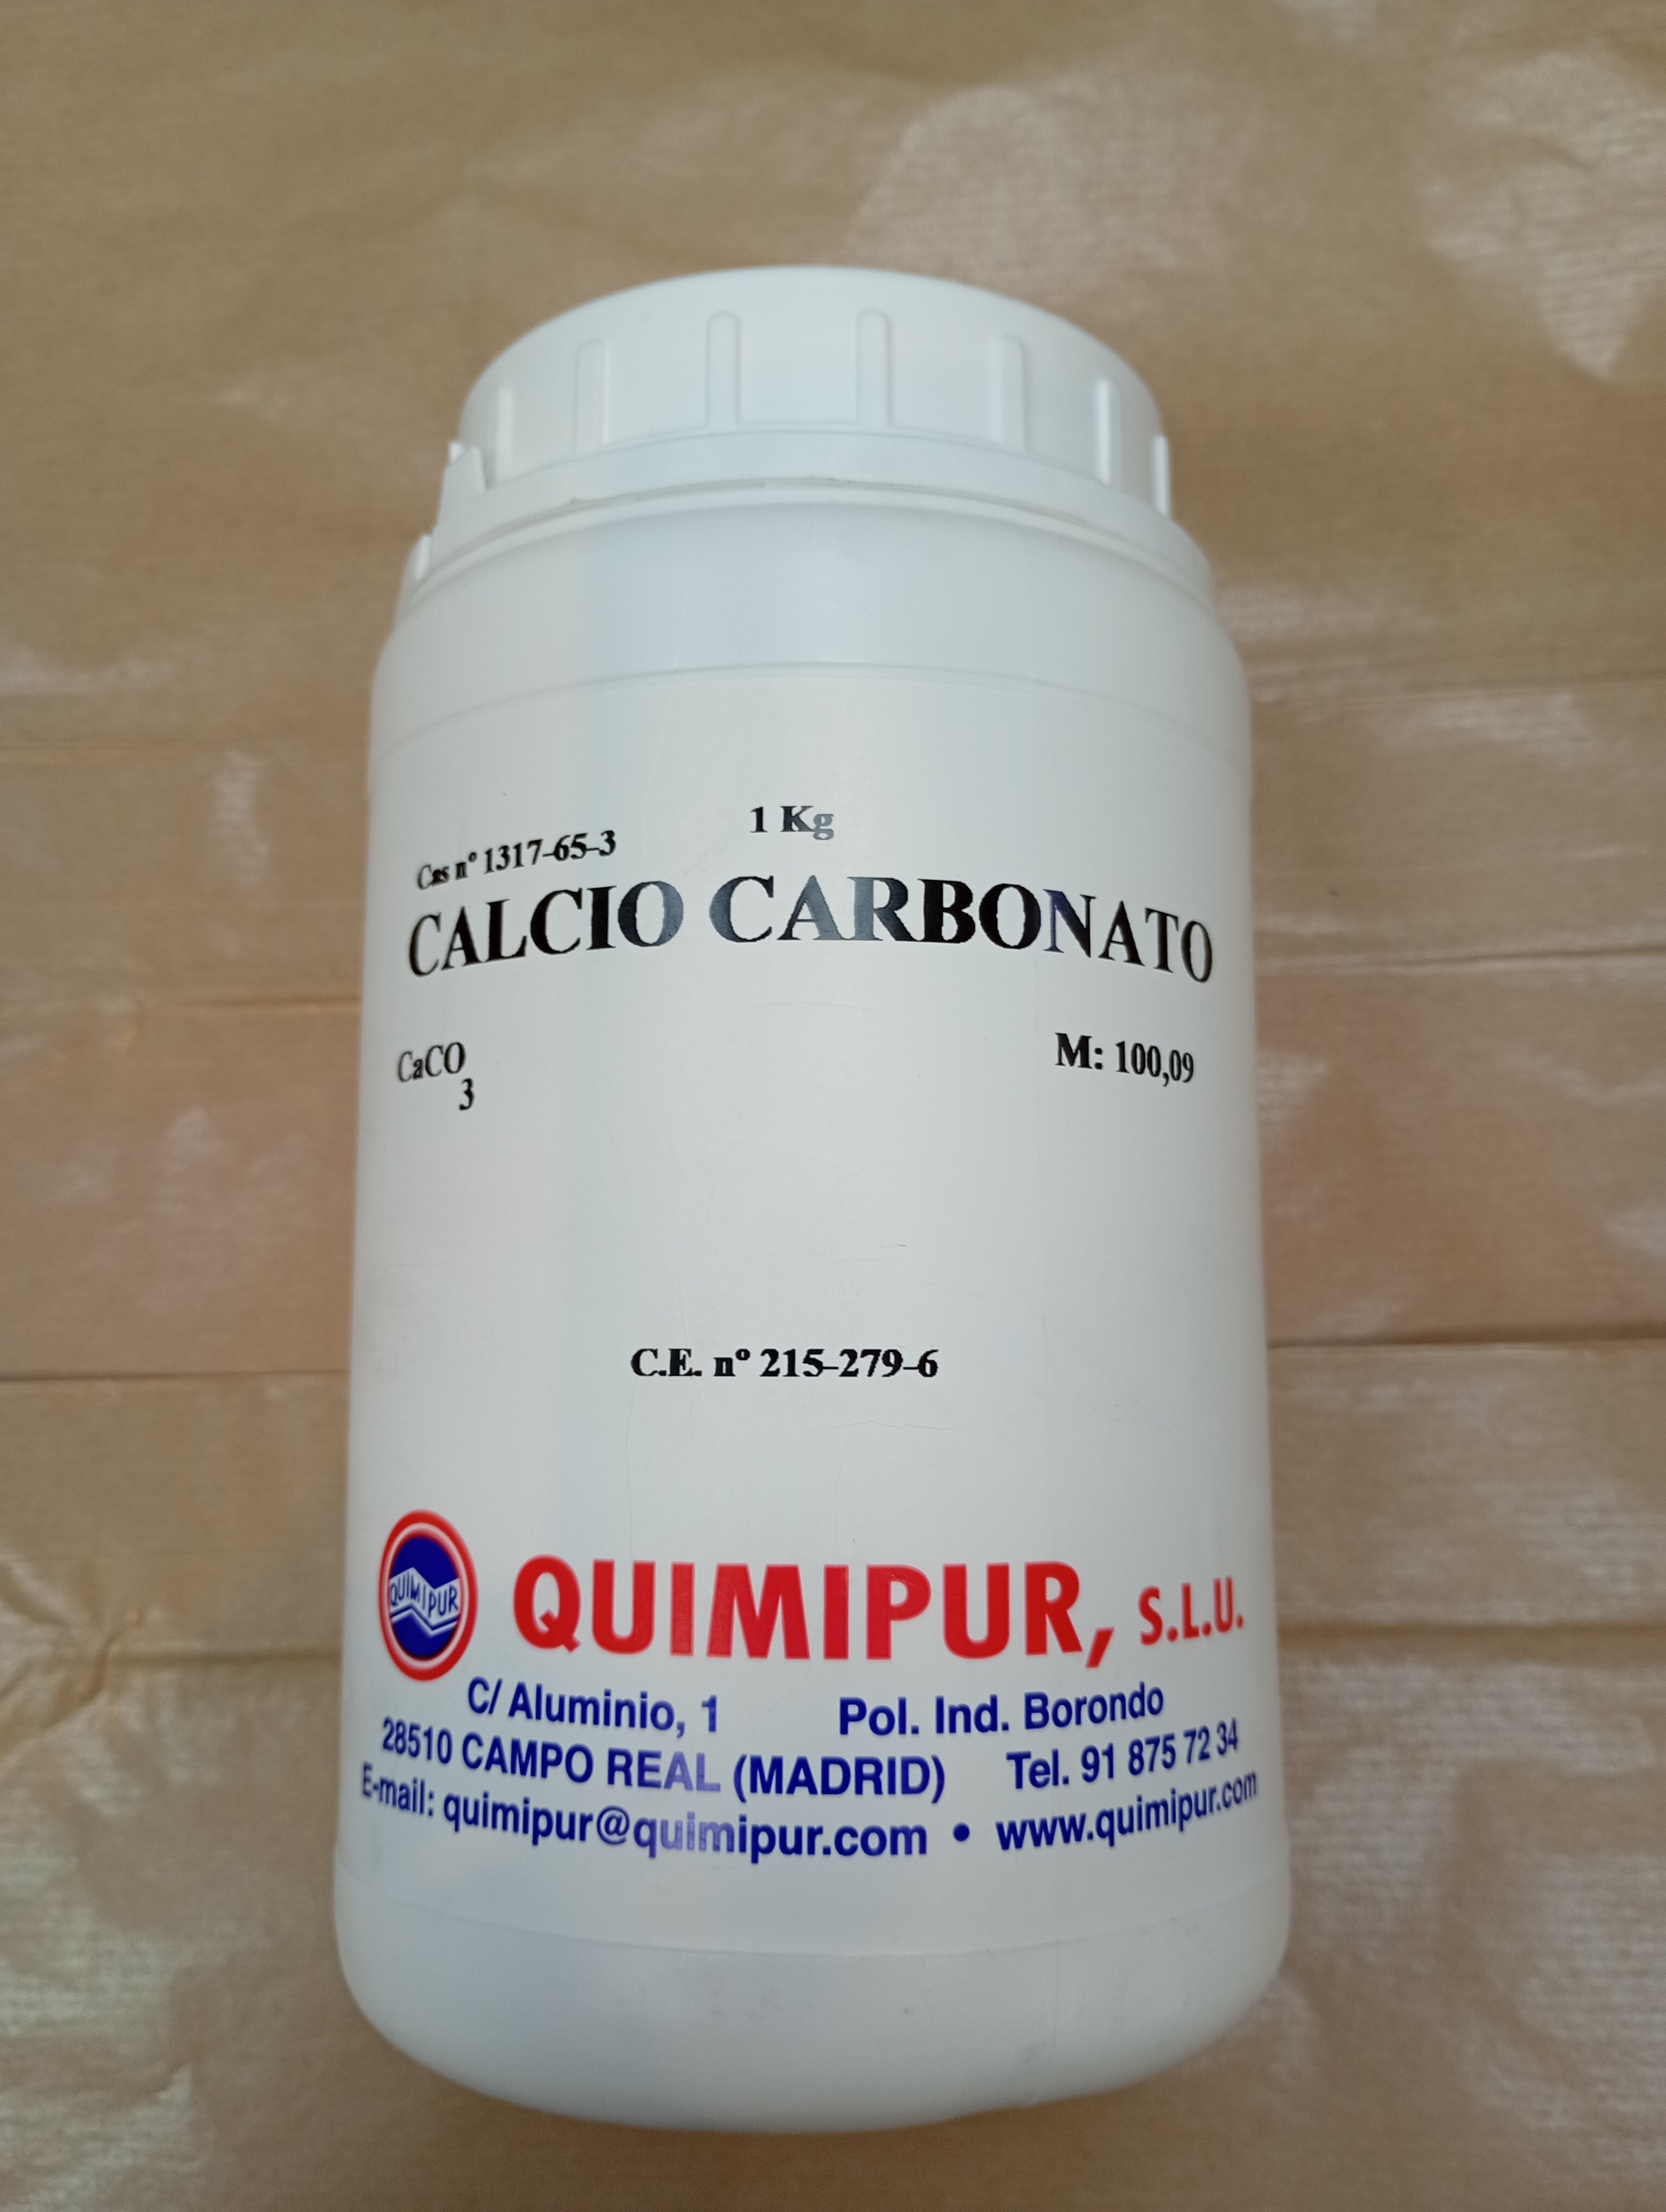 1 Kg
Cas nº 1317-65-3
CALCIO CARBONATO
CaCO3
M: 100,09
C.E. nº 215-279-6
QUIMIPUR
QUIMIPUR, S.L.U.
C/ Aluminio, 1 Pol. Ind. Borondo
28510 CAMPO REAL (MADRID) Tel. 91 875 72 34
E-mail: quimipur@quimipur.com • www.quimipur.com